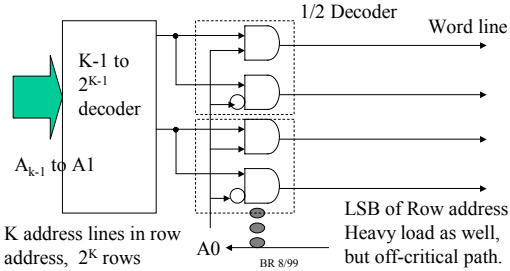 1/2 Decoder
Word line
K-1 to
2^K-1
decoder
A_k-1 to A1
K address lines in row
address, 2^K rows
A0
BR 8/99
LSB of Row address
Heavy load as well,
but off-critical path.